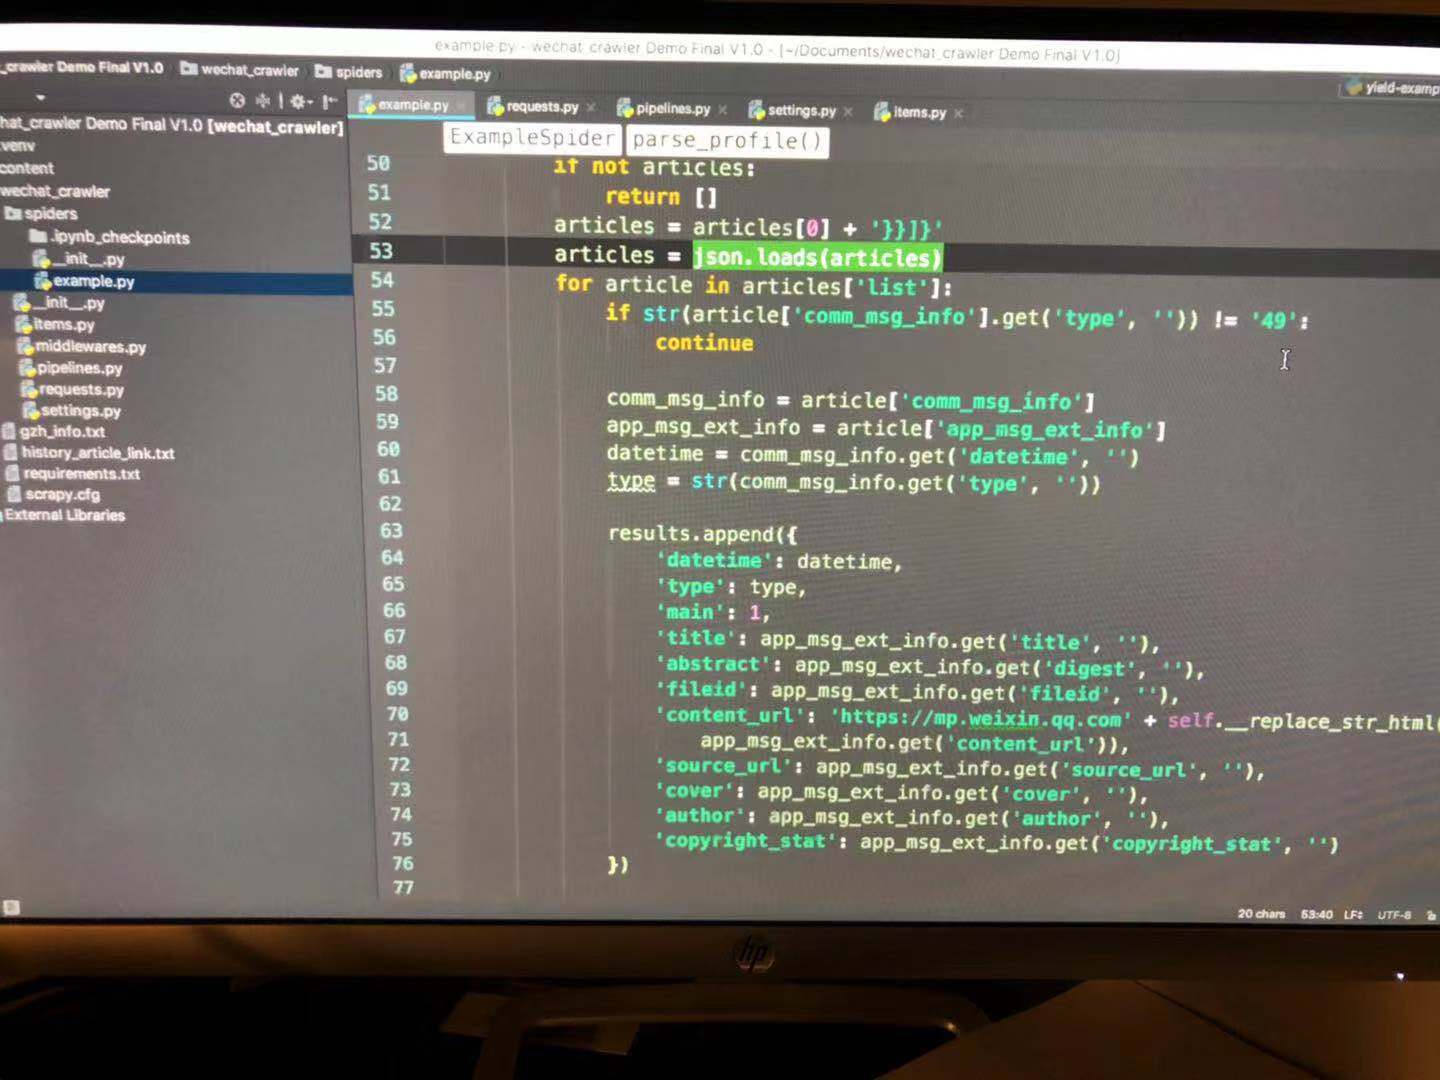 example.py - wechat_crawler Demo Final V1.0 - [~/Documents/wechat_crawler Demo Final V1.0]
_crawler Demo Final V1.0 wechat_crawler spiders example.py
yield-examp
example.py requests.py pipelines.py settings.py items.py
ExampleSpider parse_profile()
hat_crawler Demo Final V1.0 [wechat_crawler]
venv
content
wechat_crawler
spiders
.ipynb_checkpoints
__init__.py
example.py
__init__.py
items.py
middlewares.py
pipelines.py
requests.py
settings.py
gzh_info.txt
history_article_link.txt
requirements.txt
scrapy.cfg
External Libraries
50 if not articles:
51 return []
52 articles = articles[0] + '}}]}'
53 articles = json.loads(articles)
54 for article in articles['list']:
55 if str(article['comm_msg_info'].get('type', '')) != '49':
56 continue
57
58 comm_msg_info = article['comm_msg_info']
59 app_msg_ext_info = article['app_msg_ext_info']
60 datetime = comm_msg_info.get('datetime', '')
61 type = str(comm_msg_info.get('type', ''))
62
63 results.append({
64 'datetime': datetime,
65 'type': type,
66 'main': 1,
67 'title': app_msg_ext_info.get('title', ''),
68 'abstract': app_msg_ext_info.get('digest', ''),
69 'fileid': app_msg_ext_info.get('fileid', ''),
70 'content_url': 'https://mp.weixin.qq.com' + self.__replace_str_html(
71 app_msg_ext_info.get('content_url')),
72 'source_url': app_msg_ext_info.get('source_url', ''),
73 'cover': app_msg_ext_info.get('cover', ''),
74 'author': app_msg_ext_info.get('author', ''),
75 'copyright_stat': app_msg_ext_info.get('copyright_stat', '')
76 })
77
20 chars 53:40 LF÷ UTF-8
hp